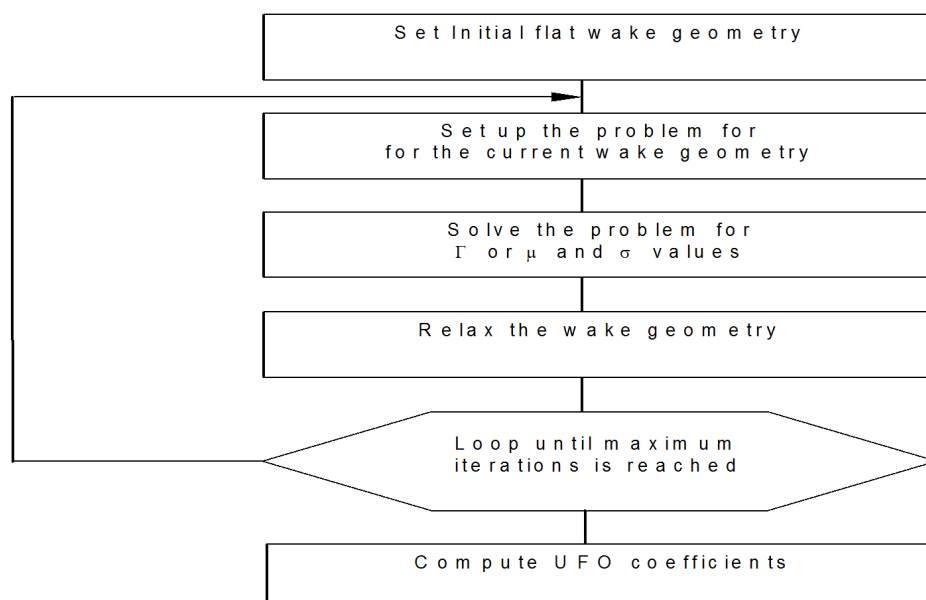 Set Initial flat wake geometry
Setup the problem for
for the current wake geometry
Solve the problem for
Γ or μ and σ values
Relax the wake geometry
Loop until maximum
iterations is reached
Compute UFO coefficients